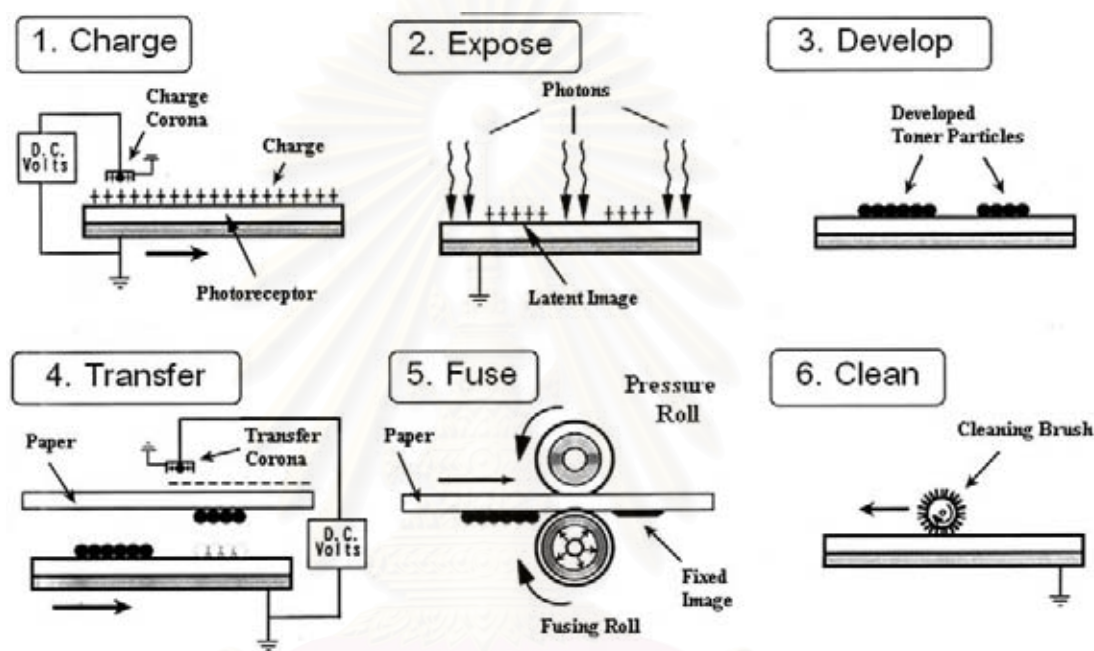 1. Charge
Charge
Corona
D.C.
Volts
Charge
Photoreceptor
2. Expose
Photons
Latent Image
3. Develop
Developed
Toner Particles
4. Transfer
Paper
Transfer
Corona
D.C.
Volts
5. Fuse
Pressure
Roll
Paper
Fixed
Image
Fusing Roll
6. Clean
Cleaning Brush